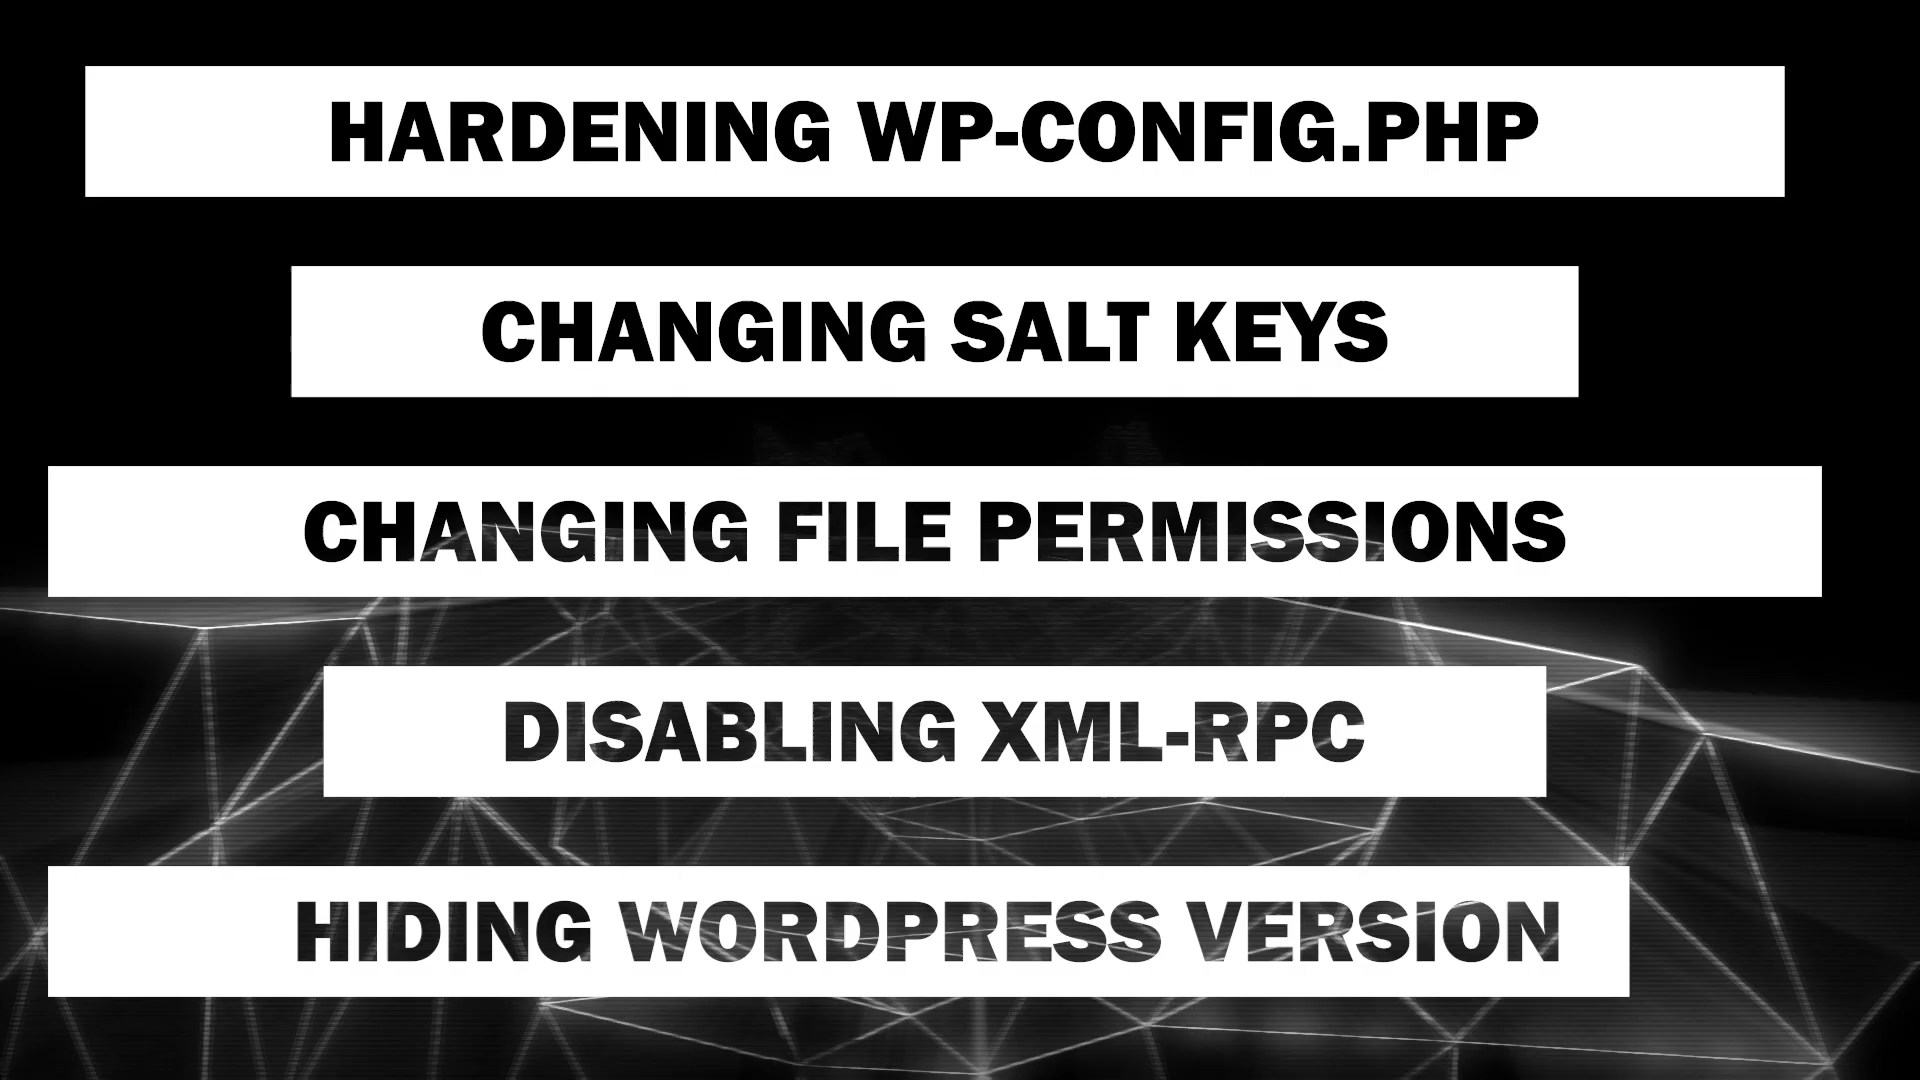 HARDENING WP-CONFIG.PHP
CHANGING SALT KEYS
CHANGING FILE PERMISSIONS
DISABLING XML-RPC
HIDING WORDPRESS VERSION